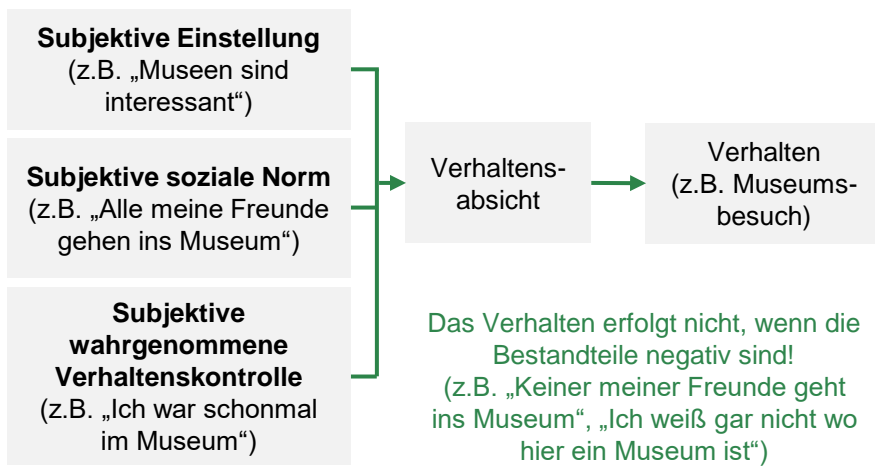 Subjektive Einstellung
(z.B. „Museen sind
interessant“)
Subjektive soziale Norm
(z.B. „Alle meine Freunde
gehen ins Museum“)
Subjektive
wahrgenommene
Verhaltenskontrolle
(z.B. „Ich war schonmal
im Museum“)
Verhaltens-
absicht
Verhalten
(z.B. Museums-
besuch)
Das Verhalten erfolgt nicht, wenn die
Bestandteile negativ sind!
(z.B. „Keiner meiner Freunde geht
ins Museum“, „Ich weiß gar nicht wo
hier ein Museum ist“)